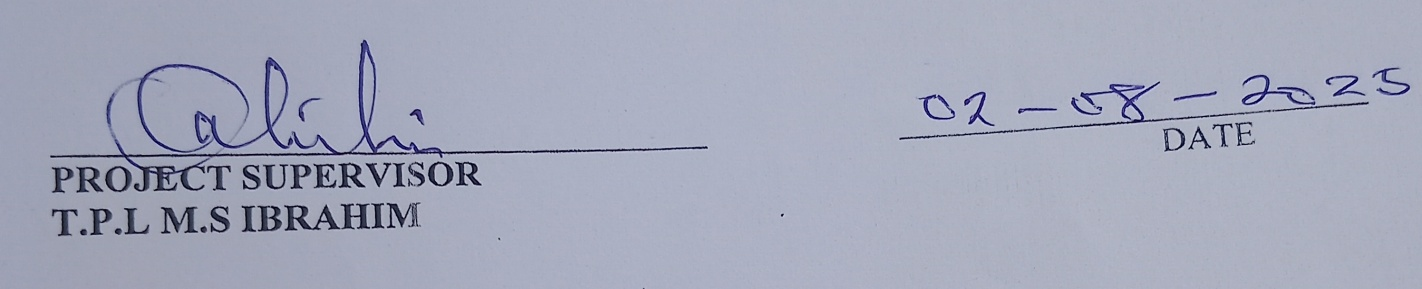 02-08-2025
DATE
PROJECT SUPERVISOR
T.P.L M.S IBRAHIM